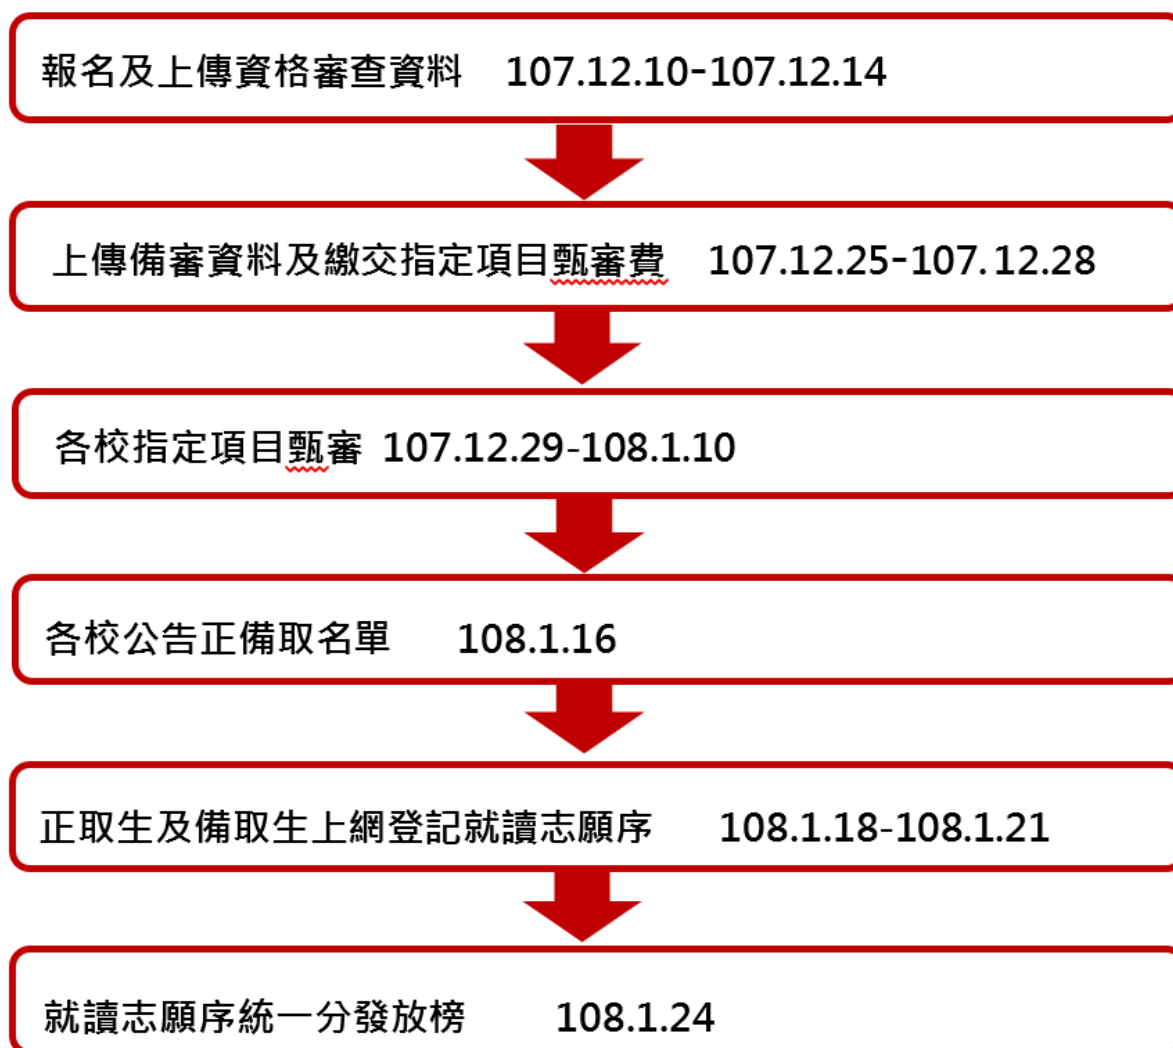 報名及上傳資格審查資料 107.12.10-107.12.14
上傳備審資料及繳交指定項目甄審費 107.12.25-107.12.28
各校指定項目甄審 107.12.29-108.1.10
各校公告正備取名單 108.1.16
正取生及備取生上網登記就讀志願序 108.1.18-108.1.21
就讀志願序統一分發放榜 108.1.24